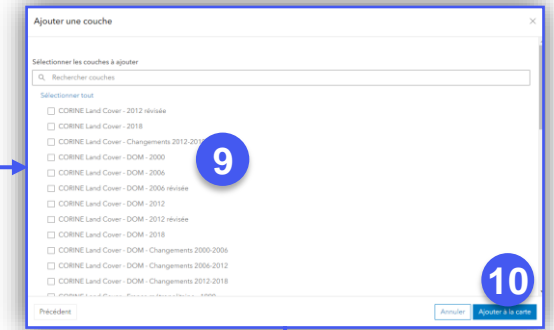 Ajouter une couche
Sélectionner les couches à ajouter
Rechercher couches
Sélectionner tout
CORINE Land Cover - 2012 révisée
CORINE Land Cover - 2018
CORINE Land Cover - Changements 2012-201
CORINE Land Cover - DOM - 2000
9
CORINE Land Cover - DOM - 2006
CORINE Land Cover - DOM - 2006 révisée
CORINE Land Cover - DOM - 2012
CORINE Land Cover - DOM - 2012 révisée
CORINE Land Cover - DOM - 2018
CORINE Land Cover - DOM - Changements 2000-2006
CORINE Land Cover - DOM - Changements 2006-2012
CORINE Land Cover - DOM - Changements 2012-2018
10
Précédent
Annuler
Ajouter à la carte